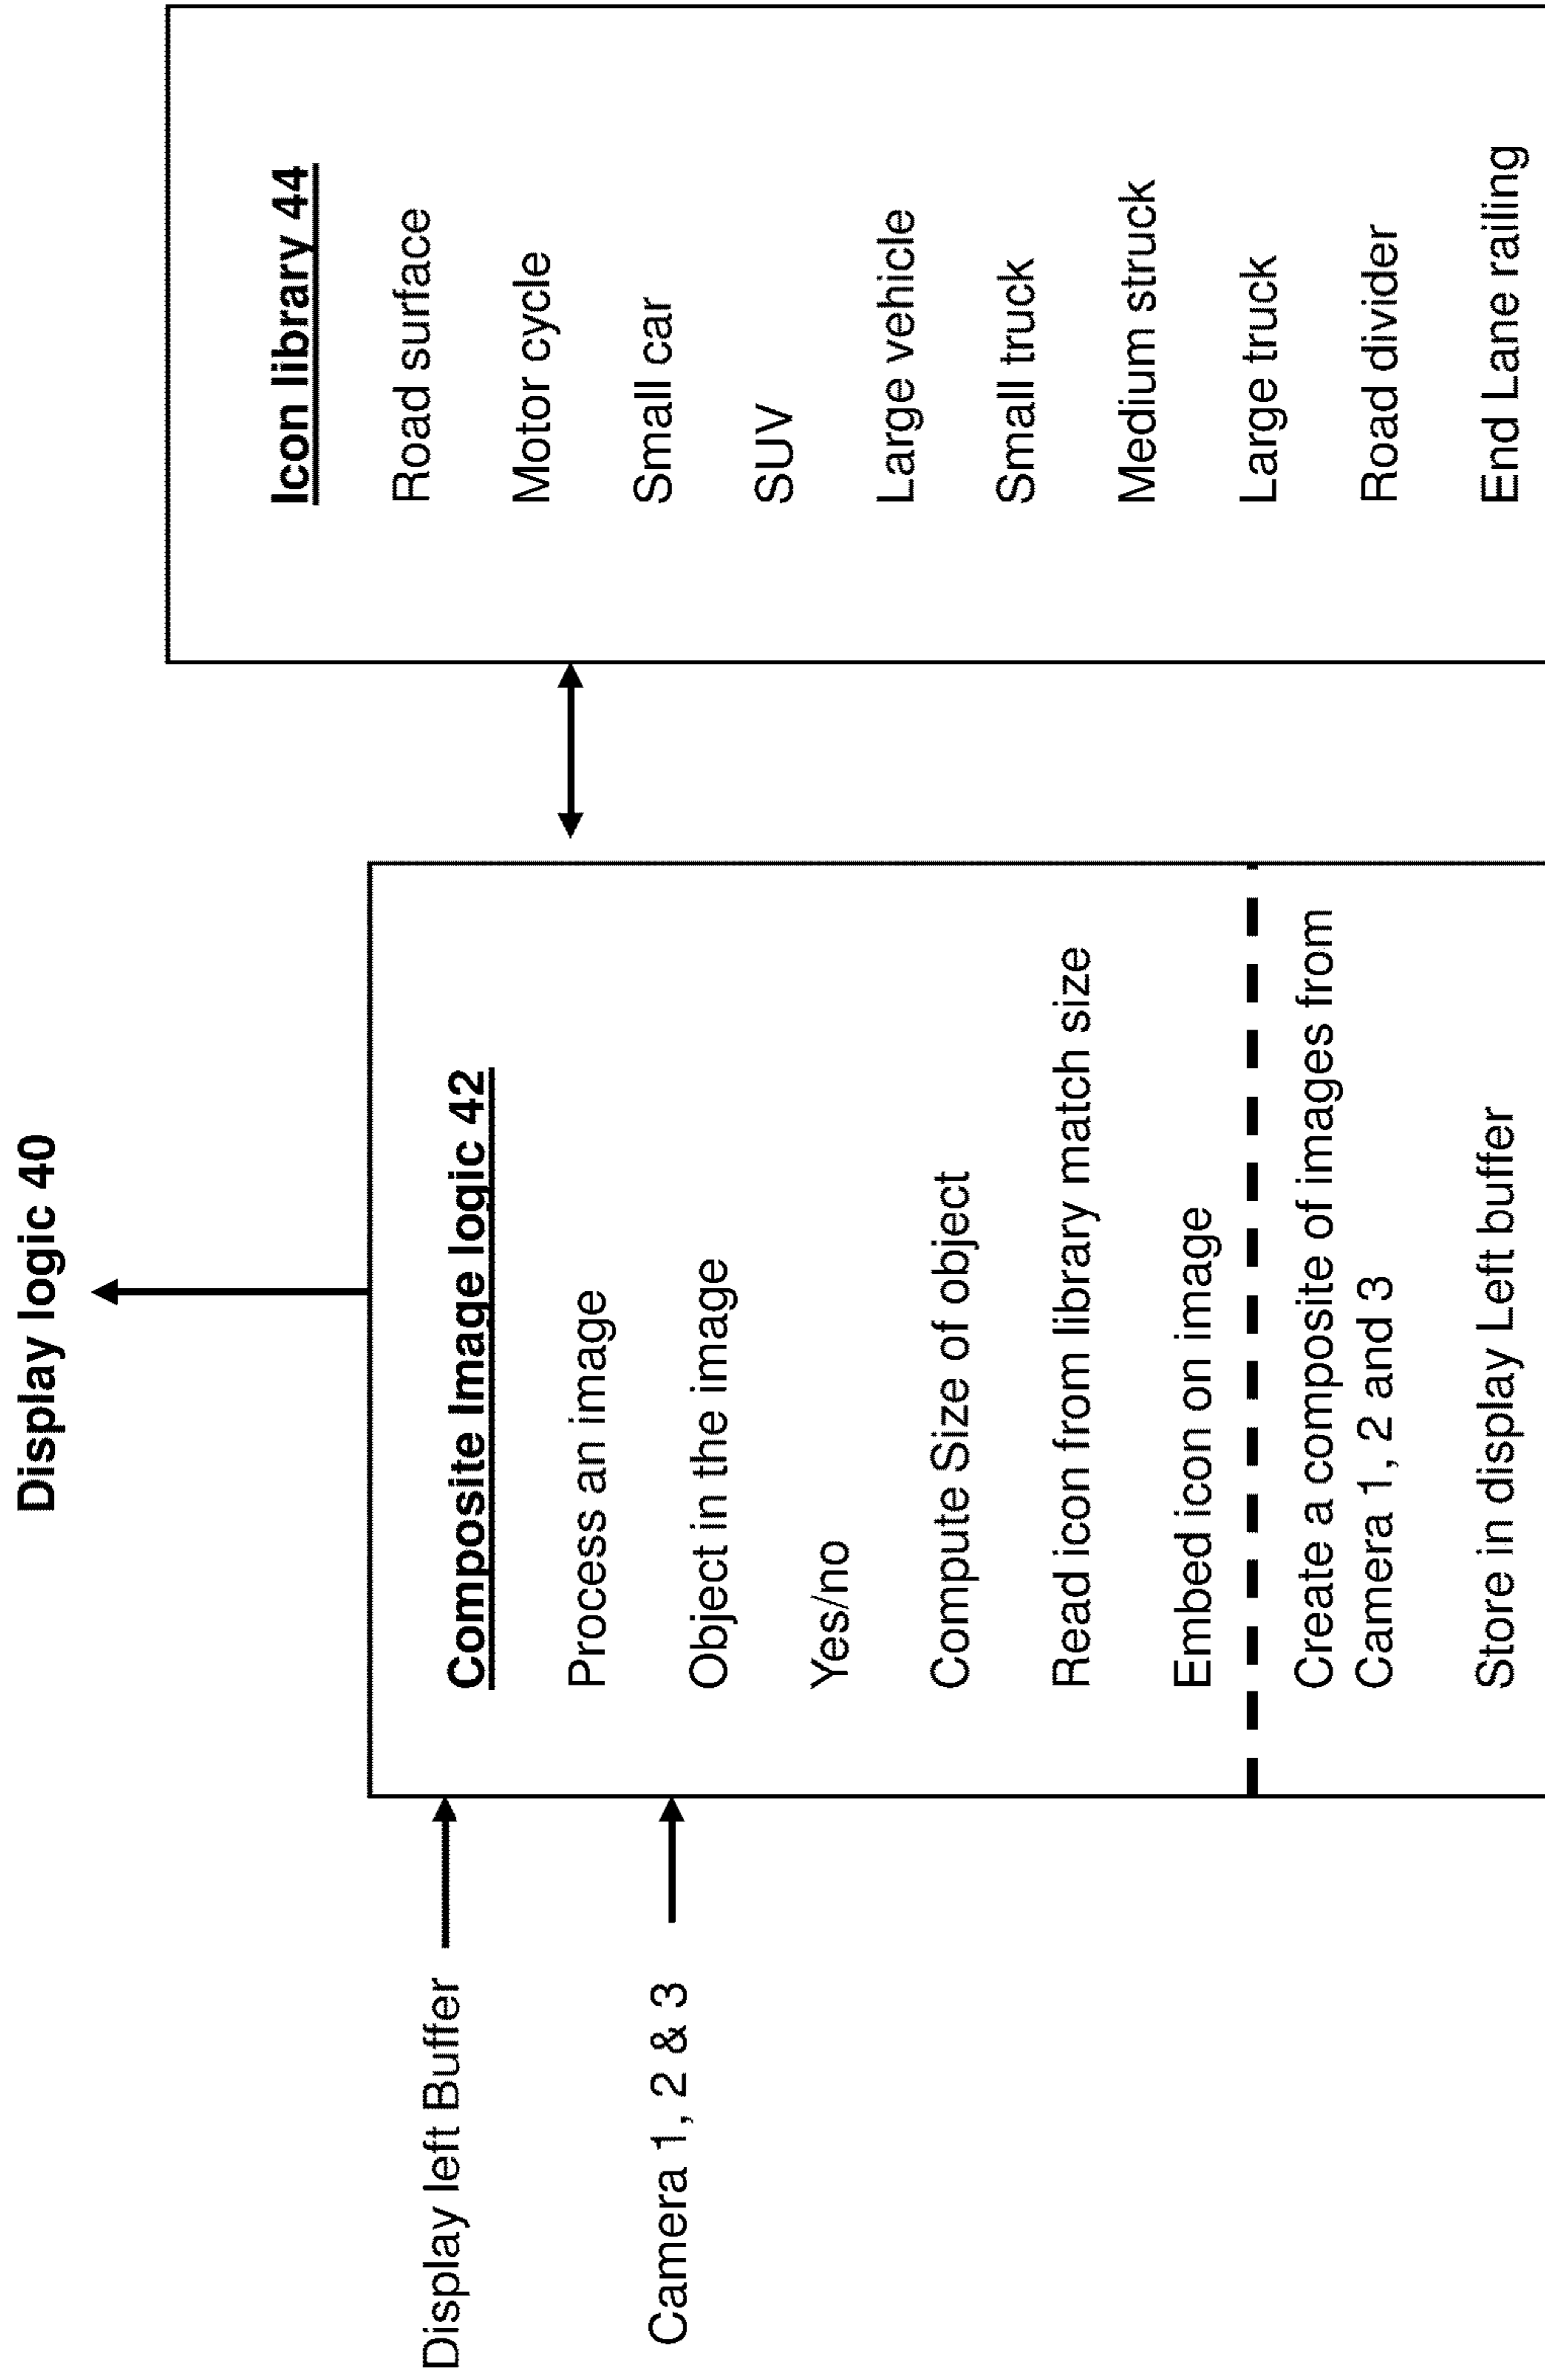 Display logic 40
Display left Buffer
Camera 1, 2 & 3
Composite Image logic 42
Process an image
Object in the image
Yes/no
Compute Size of object
Read icon from library match size
Embed icon on image
Create a composite of images from
Camera 1, 2 and 3
Store in display Left buffer
Icon library 44
Road surface
Motor cycle
Small car
SUV
Large vehicle
Small truck
Medium struck
Large truck
Road divider
End Lane railing